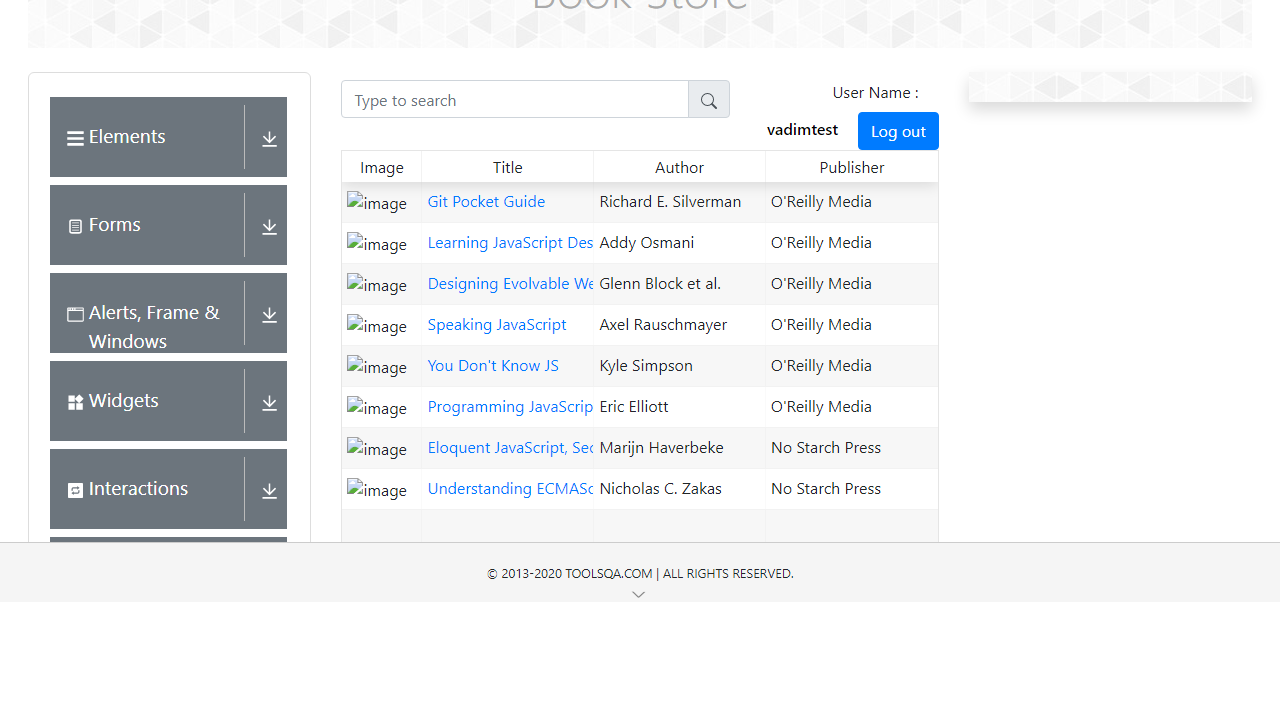 Book Store
Type to search
User Name :
vadimtest
Log out
Elements
Forms
Alerts, Frame &
Windows
Widgets
Interactions
Image Title Author Publisher
image Git Pocket Guide Richard E. Silverman O'Reilly Media
image Learning JavaScript Des Addy Osmani O'Reilly Media
image Designing Evolvable We Glenn Block et al. O'Reilly Media
image Speaking JavaScript Axel Rauschmayer O'Reilly Media
image You Don't Know JS Kyle Simpson O'Reilly Media
image Programming JavaScrip Eric Elliott O'Reilly Media
image Eloquent JavaScript, Sec Marijn Haverbeke No Starch Press
image Understanding ECMASc Nicholas C. Zakas No Starch Press
© 2013-2020 TOOLSQA.COM | ALL RIGHTS RESERVED.